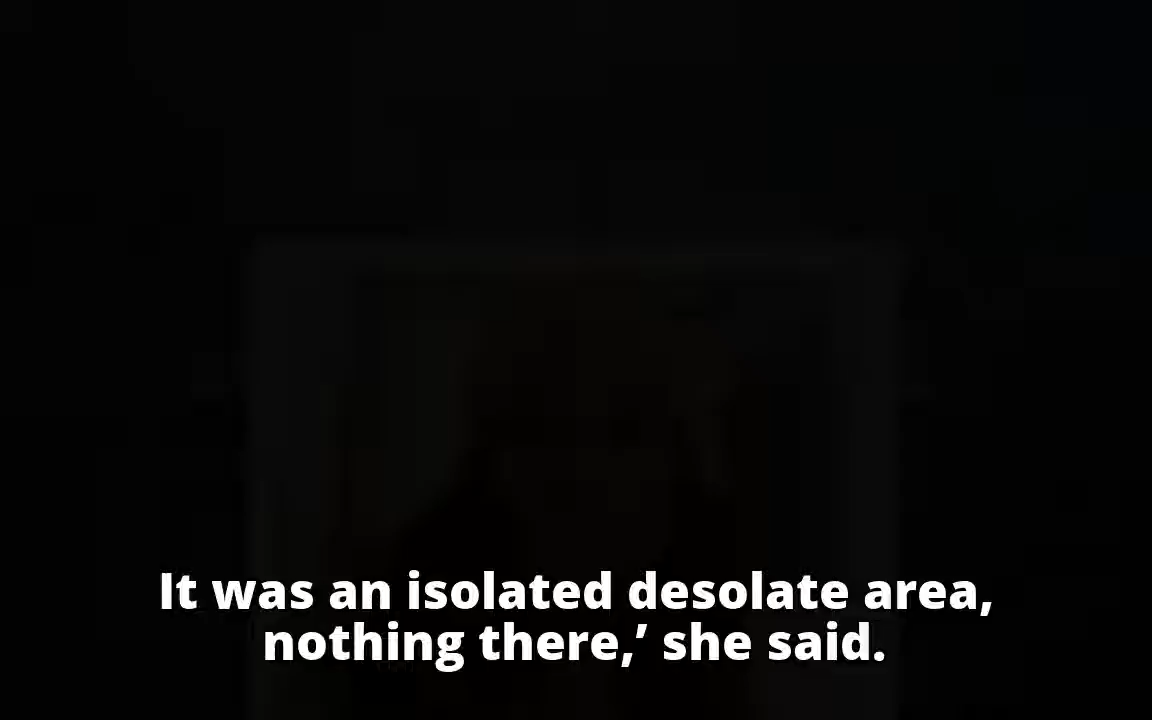 It was an isolated desolate area,
nothing there,’ she said.